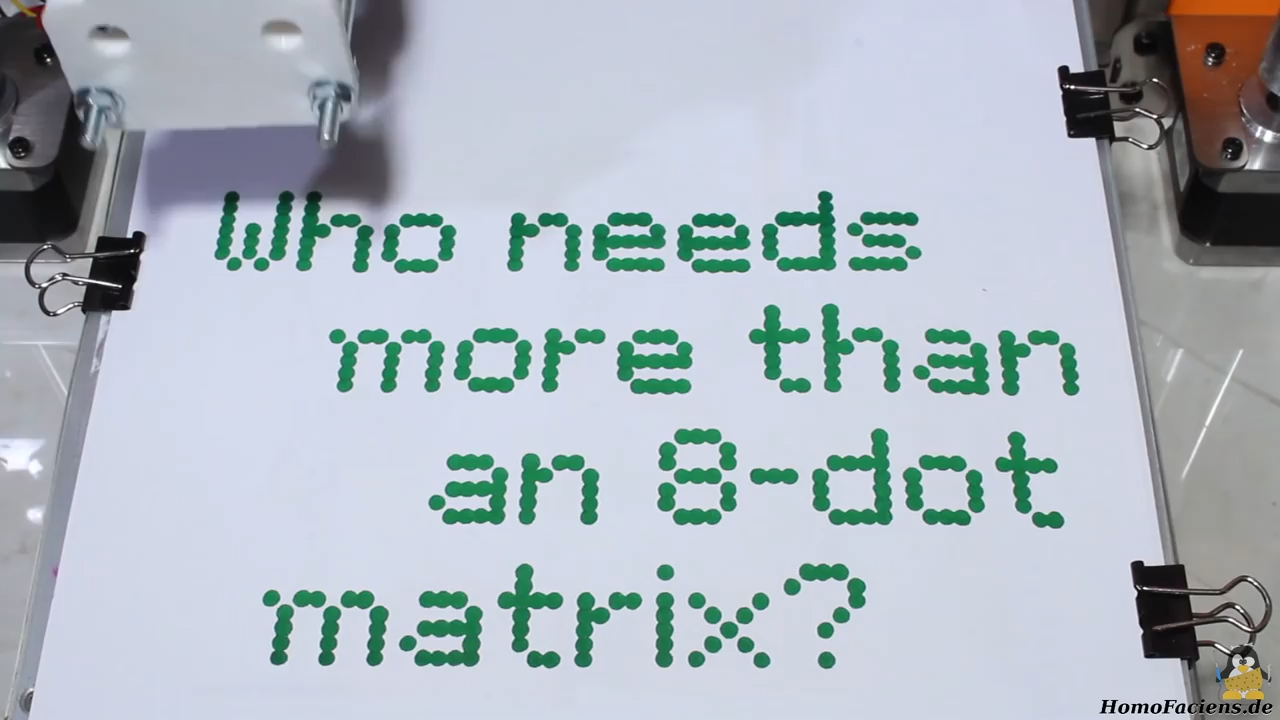 Who needs
more than
an 8-dot
matrix?
HomoFaciens.de